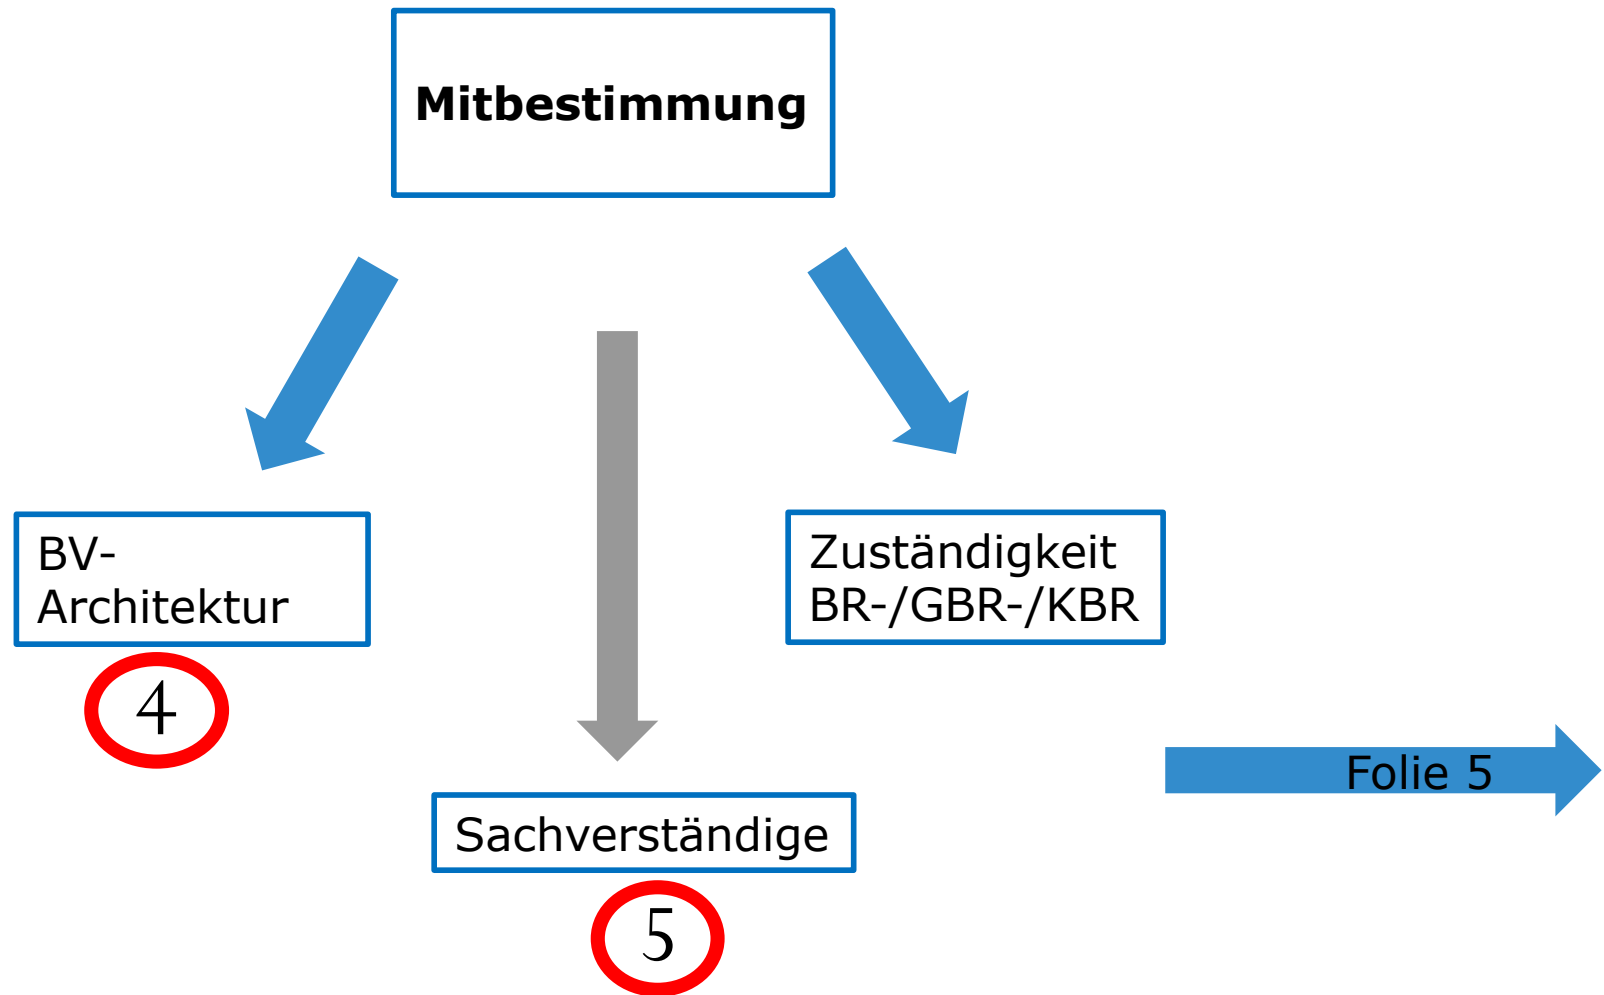 Mitbestimmung
BV-
Architektur
4
Zuständigkeit
BR-/GBR-/KBR
Folie 5
Sachverständige
5